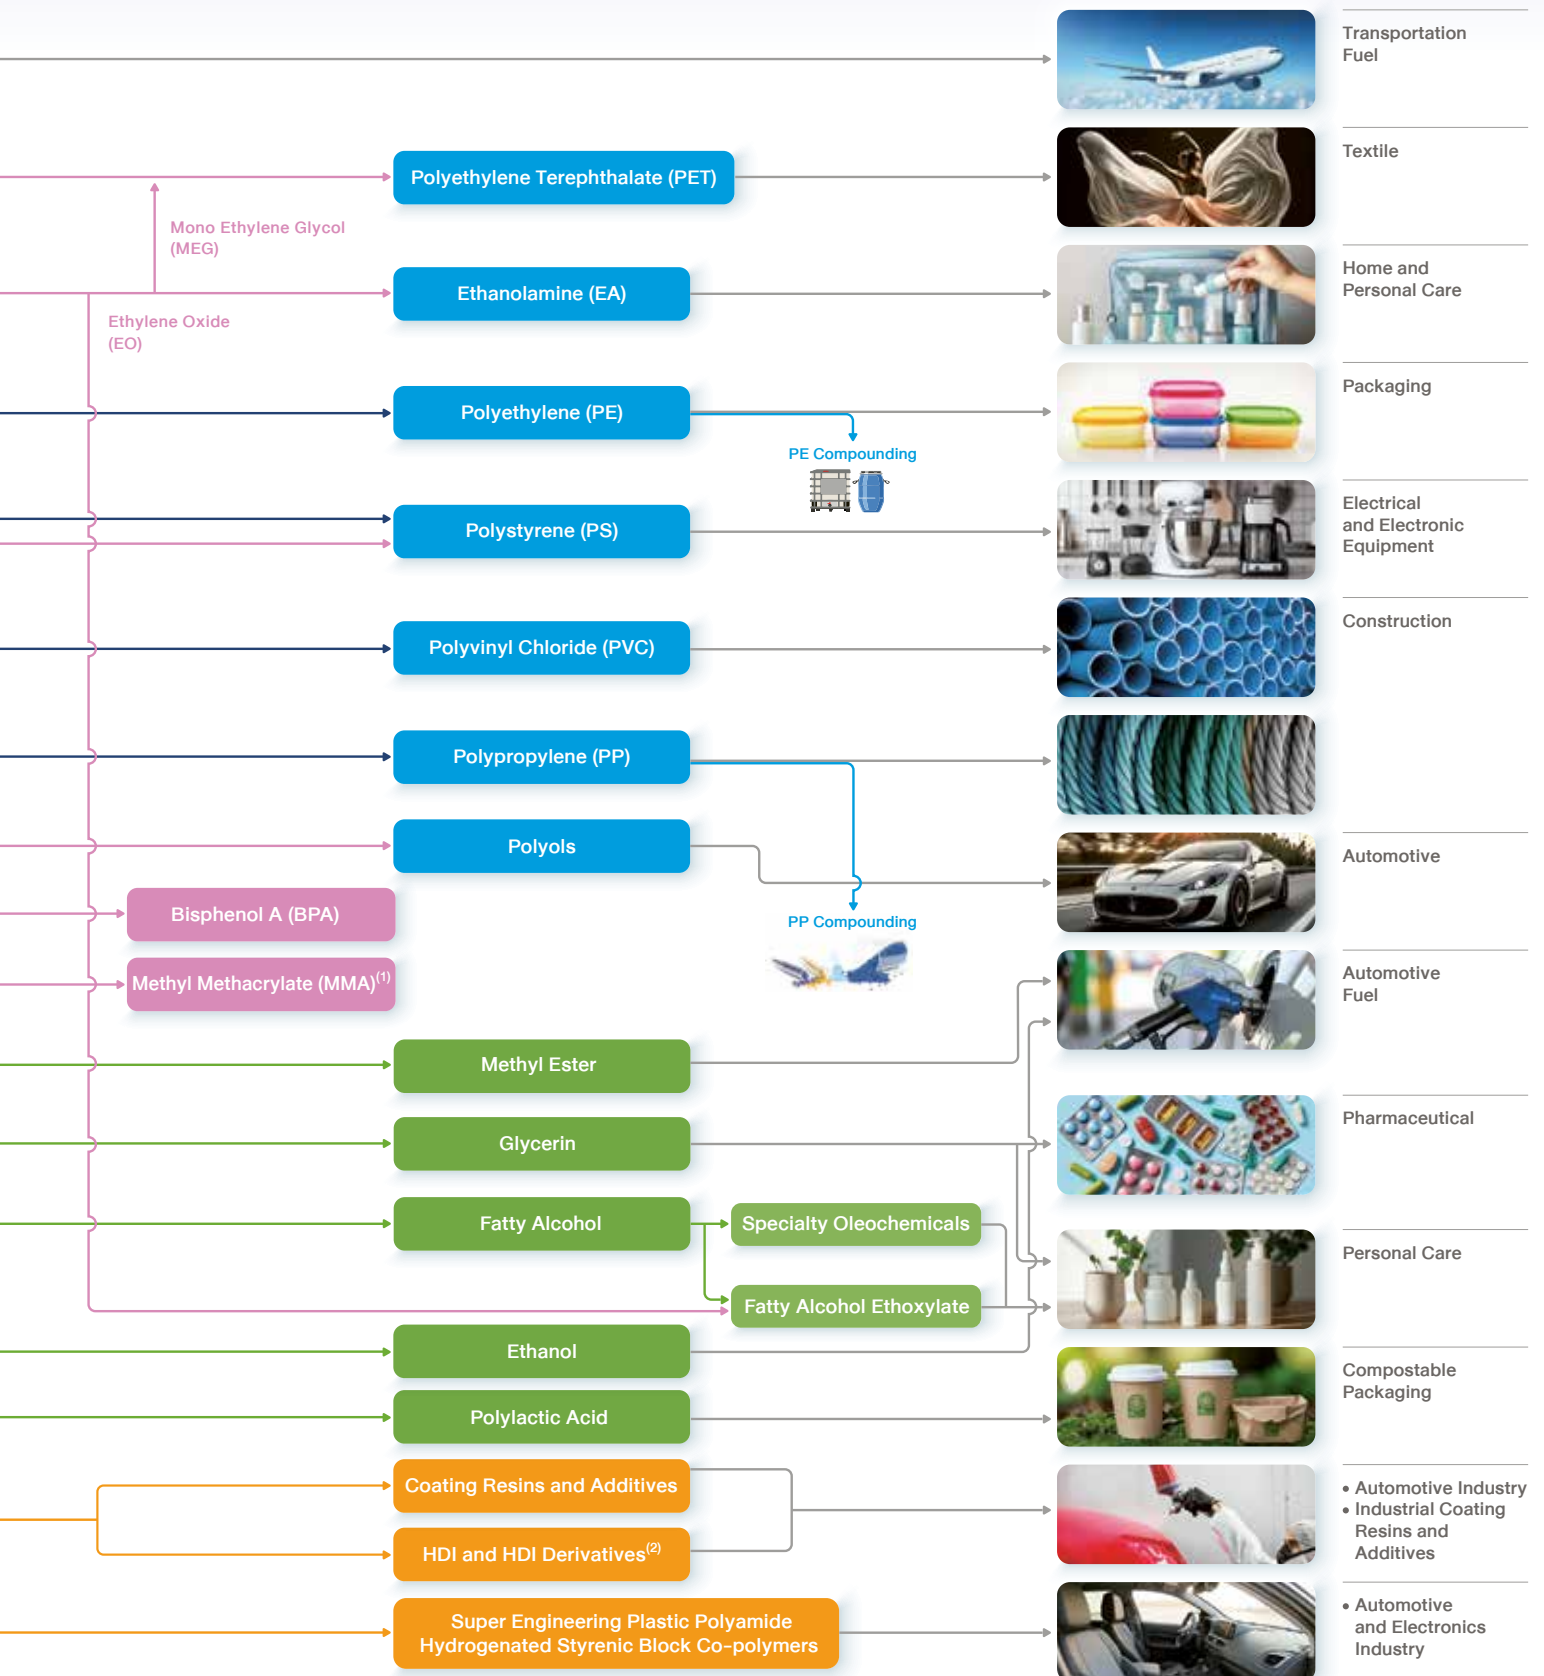 Transportation
Fuel
Polyethylene Terephthalate (PET)
Textile
Mono Ethylene Glycol
(MEG)
Ethanolamine (EA)
Home and
Personal Care
Ethylene Oxide
(EO)
Polyethylene (PE)
Packaging
PE Compounding
Polystyrene (PS)
Electrical
and Electronic
Equipment
Polyvinyl Chloride (PVC)
Construction
Polypropylene (PP)
Polyols
Automotive
Bisphenol A (BPA)
PP Compounding
Methyl Methacrylate (MMA)(1)
Automotive
Fuel
Methyl Ester
Glycerin
Pharmaceutical
Fatty Alcohol
Specialty Oleochemicals
Personal Care
Fatty Alcohol Ethoxylate
Ethanol
Compostable
Packaging
Polylactic Acid
Coating Resins and Additives
• Automotive Industry
• Industrial Coating
Resins and
Additives
HDI and HDI Derivatives(2)
Super Engineering Plastic Polyamide
Hydrogenated Styrenic Block Co-polymers
• Automotive
and Electronics
Industry